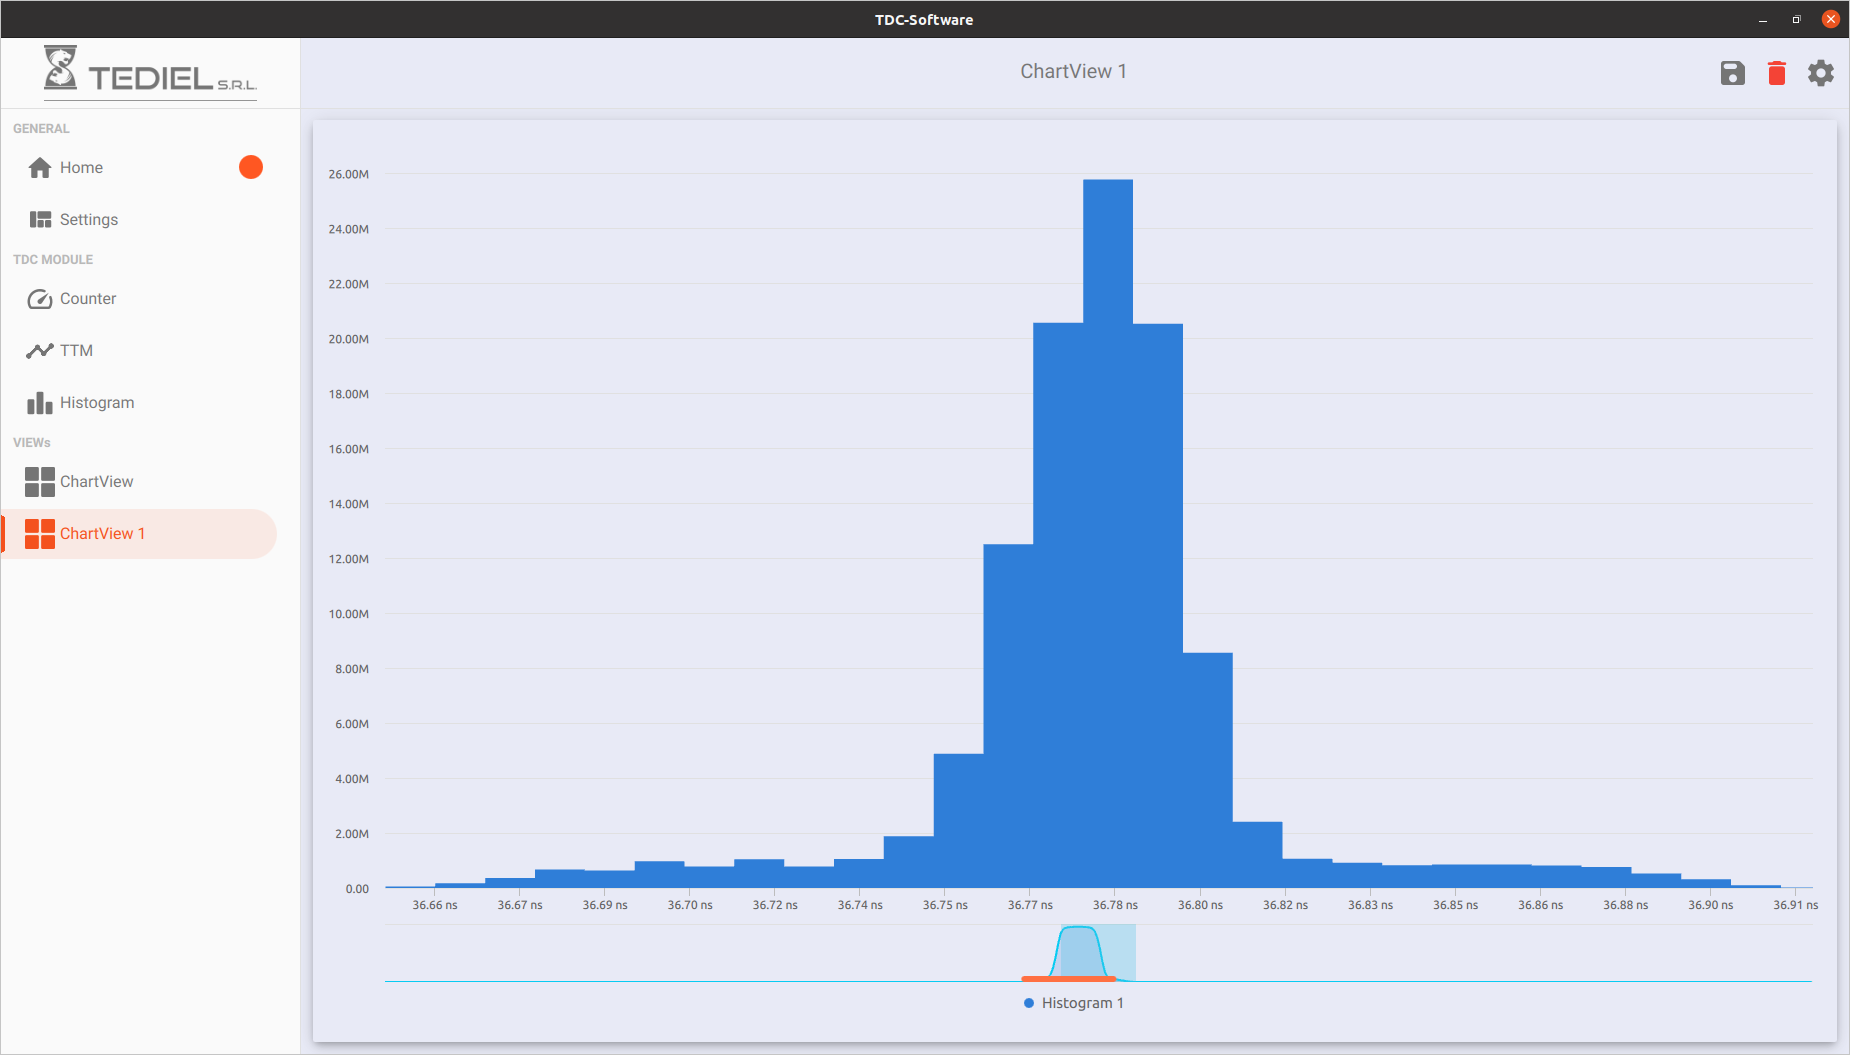 TDC-Software
TEDIEL S.R.L.
ChartView 1
GENERAL
Home
Settings
TDC MODULE
Counter
TTM
Histogram
VIEWs
ChartView
ChartView 1
26.00M
24.00M
22.00M
20.00M
18.00M
16.00M
14.00M
12.00M
10.00M
8.00M
6.00M
4.00M
2.00M
0.00
36.66 ns 36.67 ns 36.69 ns 36.70 ns 36.72 ns 36.74 ns 36.75 ns 36.77 ns 36.78 ns 36.80 ns 36.82 ns 36.83 ns 36.85 ns 36.86 ns 36.88 ns 36.90 ns 36.91 ns
Histogram 1